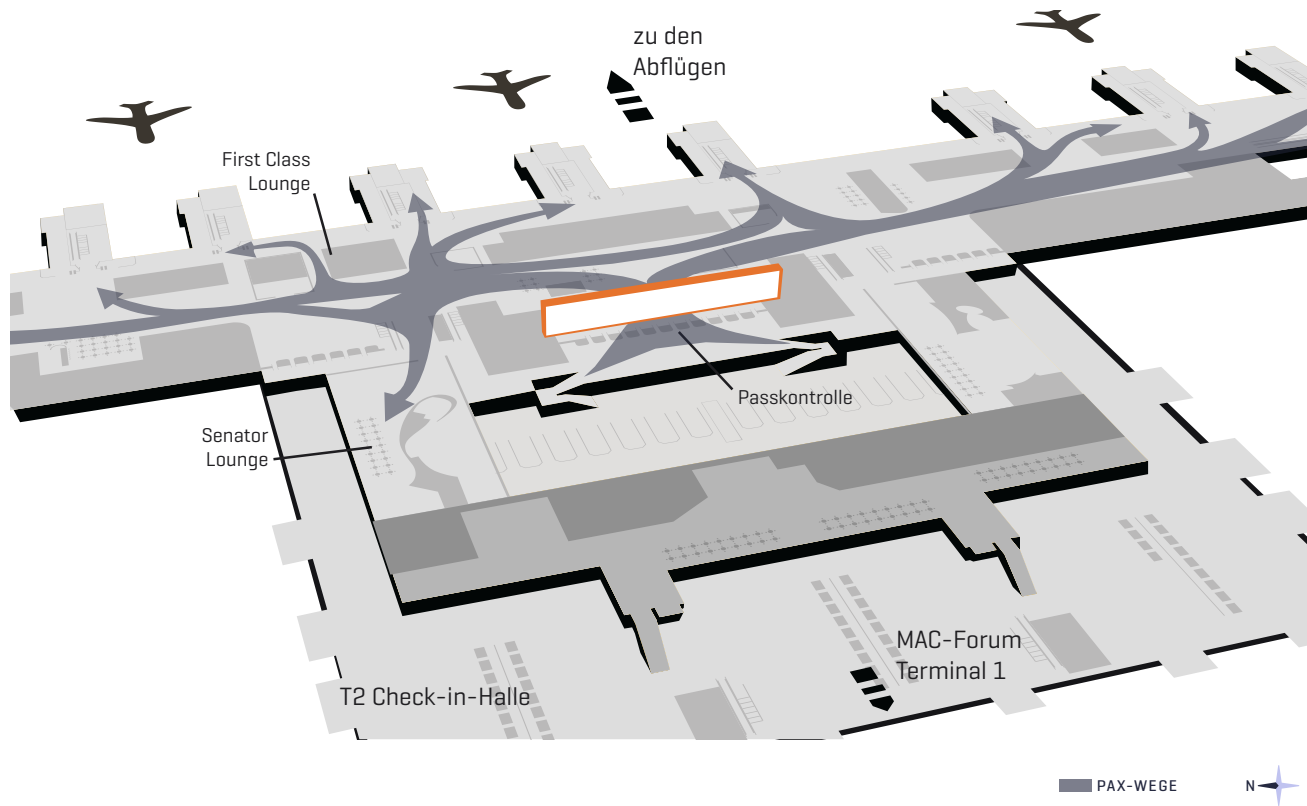 zu den
Abflügen
First Class
Lounge
Passkontrolle
Senator
Lounge
MAC-Forum
Terminal 1
T2 Check-in-Halle
PAX-WEGE
N